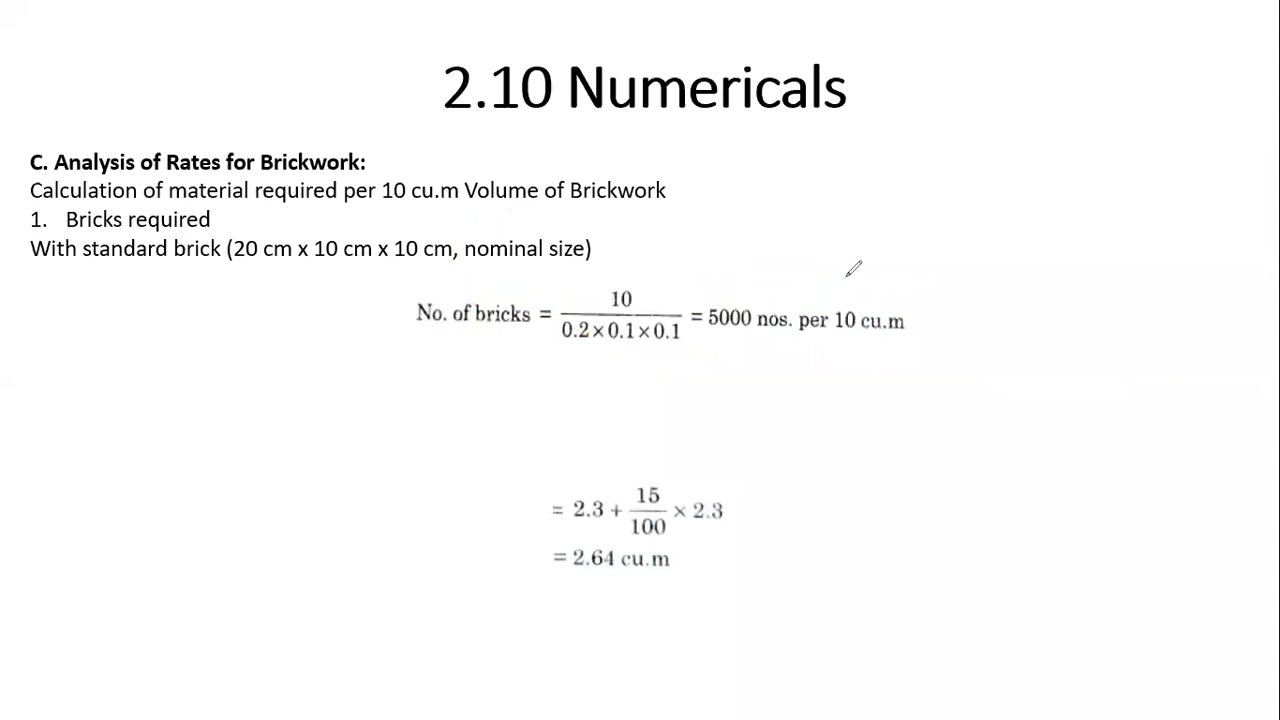 2.10 Numericals
C. Analysis of Rates for Brickwork:
Calculation of material required per 10 cu.m Volume of Brickwork
1. Bricks required
With standard brick (20 cm x 10 cm x 10 cm, nominal size)
No. of bricks = 10 / 0.2×0.1×0.1 = 5000 nos. per 10 cu.m
= 2.3 + 15/100 × 2.3
= 2.64 cu.m